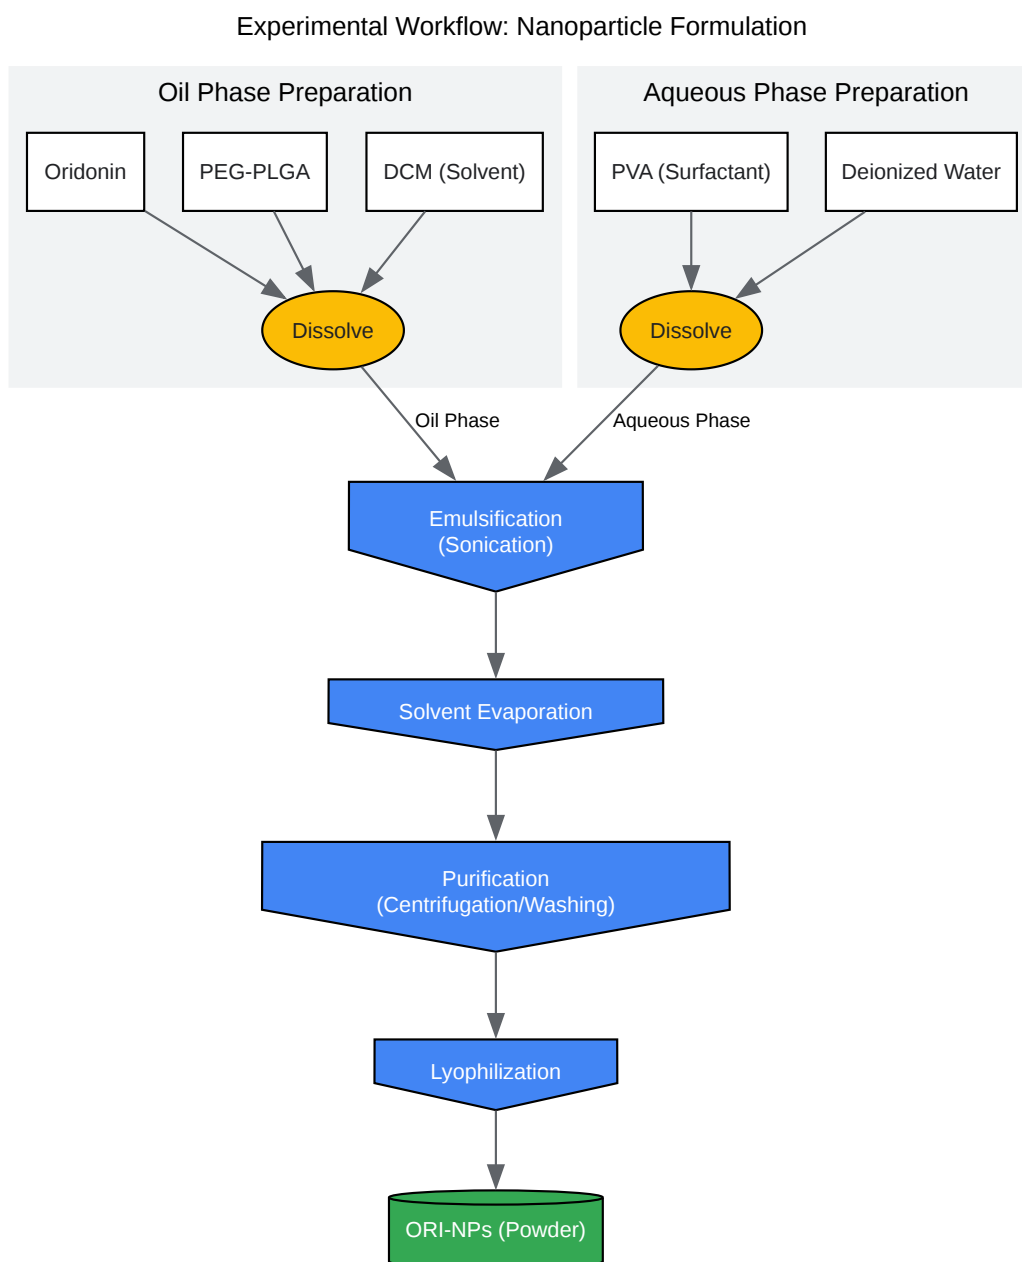 Experimental Workflow: Nanoparticle Formulation
Oil Phase Preparation
Aqueous Phase Preparation
Oridonin
PEG-PLGA
DCM (Solvent)
PVA (Surfactant)
Deionized Water
Dissolve
Dissolve
Oil Phase
Aqueous Phase
Emulsification
(Sonication)
Solvent Evaporation
Purification
(Centrifugation/Washing)
Lyophilization
ORI-NPs (Powder)